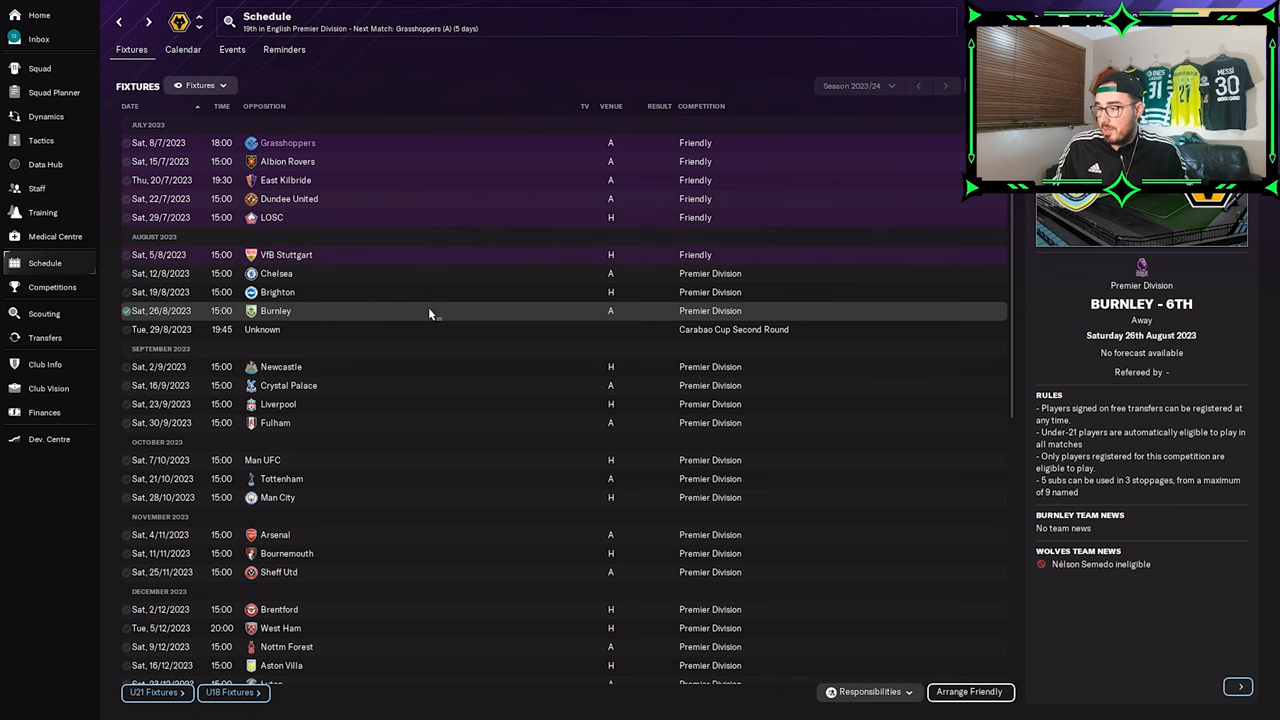 Home
Inbox
Squad
Squad Planner
Dynamics
Tactics
Data Hub
Staff
Training
Medical Centre
Schedule
Competitions
Scouting
Transfers
Club Info
Club Vision
Finances
Dev. Centre
Schedule
19th in English Premier Division - Next Match: Grasshoppers (A) (5 days)
Fixtures Calendar Events Reminders
FIXTURES Fixtures Season 2023/24
DATE TIME OPPOSITION TV VENUE RESULT COMPETITION
JULY 2023
Sat, 8/7/2023 18:00 Grasshoppers A Friendly
Sat, 15/7/2023 15:00 Albion Rovers A Friendly
Thu, 20/7/2023 19:30 East Kilbride A Friendly
Sat, 22/7/2023 15:00 Dundee United A Friendly
Sat, 29/7/2023 15:00 LOSC H Friendly
AUGUST 2023
Sat, 5/8/2023 15:00 VfB Stuttgart H Friendly
Sat, 12/8/2023 15:00 Chelsea A Premier Division
Sat, 19/8/2023 15:00 Brighton H Premier Division
Sat, 26/8/2023 15:00 Burnley A Premier Division
Tue, 29/8/2023 19:45 Unknown Carabao Cup Second Round
SEPTEMBER 2023
Sat, 2/9/2023 15:00 Newcastle H Premier Division
Sat, 16/9/2023 15:00 Crystal Palace A Premier Division
Sat, 23/9/2023 15:00 Liverpool H Premier Division
Sat, 30/9/2023 15:00 Fulham A Premier Division
OCTOBER 2023
Sat, 7/10/2023 15:00 Man UFC H Premier Division
Sat, 21/10/2023 15:00 Tottenham A Premier Division
Sat, 28/10/2023 15:00 Man City H Premier Division
NOVEMBER 2023
Sat, 4/11/2023 15:00 Arsenal A Premier Division
Sat, 11/11/2023 15:00 Bournemouth H Premier Division
Sat, 25/11/2023 15:00 Sheff Utd A Premier Division
DECEMBER 2023
Sat, 2/12/2023 15:00 Brentford H Premier Division
Tue, 5/12/2023 20:00 West Ham H Premier Division
Sat, 9/12/2023 15:00 Nottm Forest A Premier Division
Sat, 16/12/2023 15:00 Aston Villa H Premier Division
U21 Fixtures U18 Fixtures Responsibilities Arrange Friendly
31 27 MESSI 30
Premier Division
BURNLEY - 6TH
Away
Saturday 26th August 2023
No forecast available
Refereed by -
RULES
- Players signed on free transfers can be registered at
any time.
- Under-21 players are automatically eligible to play in
all matches
- Only players registered for this competition are
eligible to play.
- 5 subs can be used in 3 stoppages, from a maximum
of 9 named
BURNLEY TEAM NEWS
No team news
WOLVES TEAM NEWS
Nélson Semedo ineligible